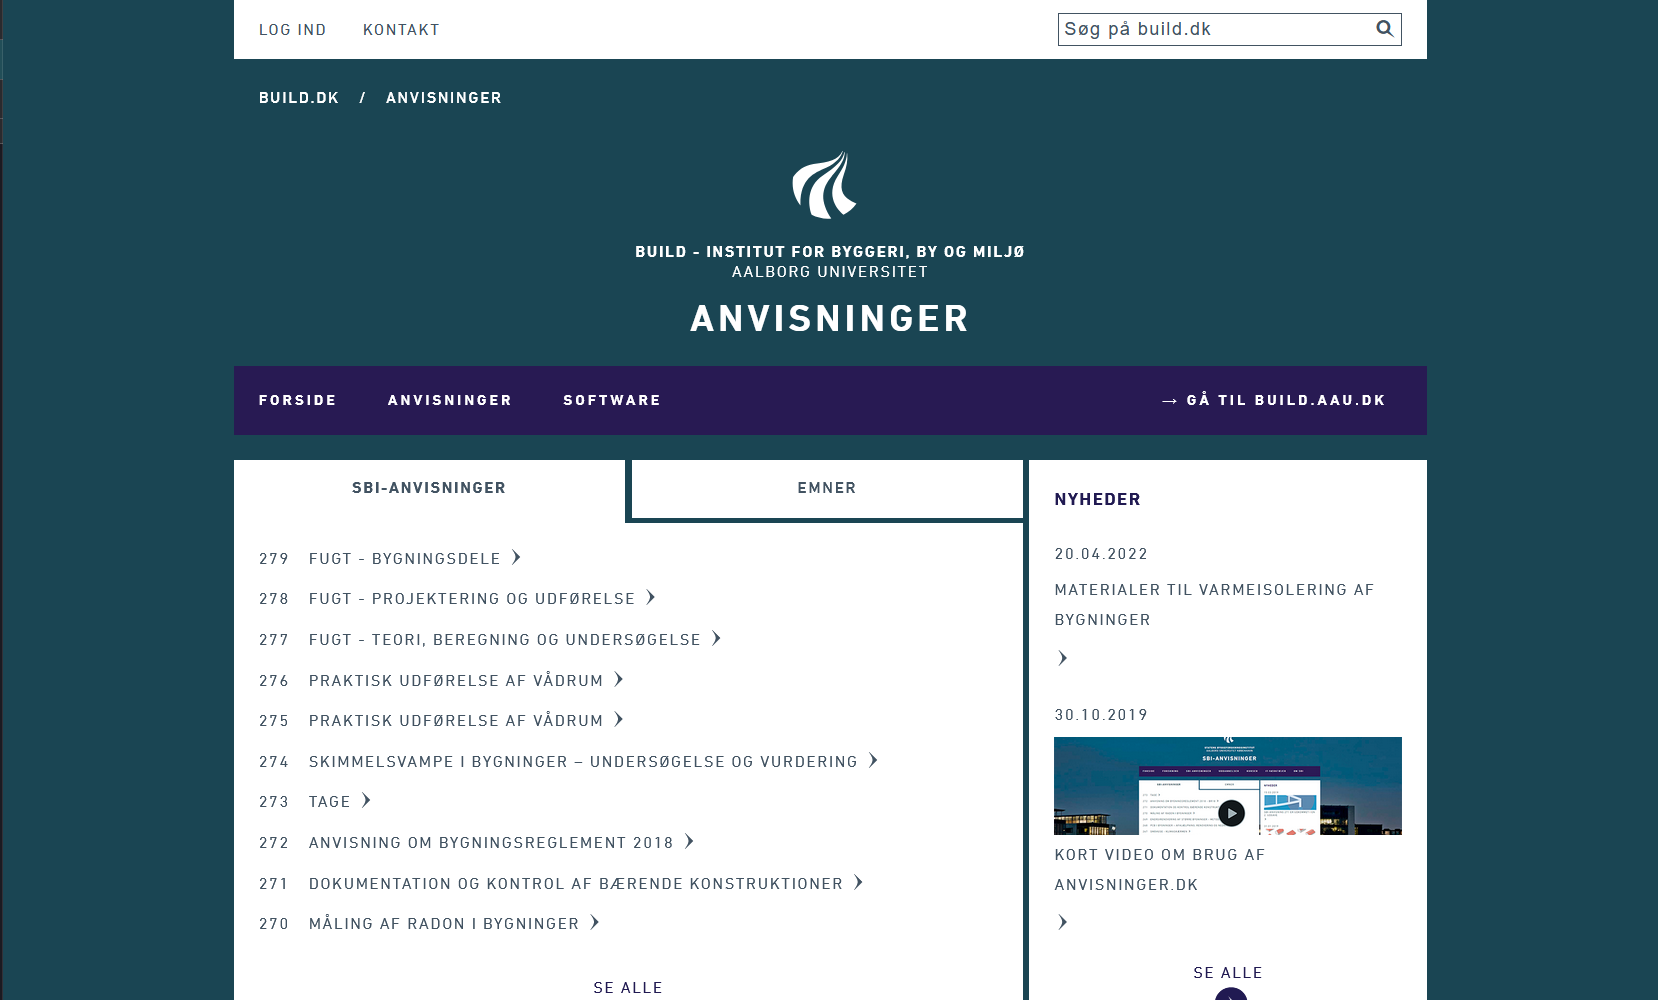 LOG IND KONTAKT Søg på build.dk
BUILD.DK / ANVISNINGER
BUILD - INSTITUT FOR BYGGERI, BY OG MILJØ
AALBORG UNIVERSITET
ANVISNINGER
FORSIDE ANVISNINGER SOFTWARE → GÅ TIL BUILD.AAU.DK
SBI-ANVISNINGER EMNER
279 FUGT - BYGNINGSDELE
278 FUGT - PROJEKTERING OG UDFØRELSE
277 FUGT - TEORI, BEREGNING OG UNDERSØGELSE
276 PRAKTISK UDFØRELSE AF VÅDRUM
275 PRAKTISK UDFØRELSE AF VÅDRUM
274 SKIMMELSVAMPE I BYGNINGER – UNDERSØGELSE OG VURDERING
273 TAGE
272 ANVISNING OM BYGNINGSREGLEMENT 2018
271 DOKUMENTATION OG KONTROL AF BÆRENDE KONSTRUKTIONER
270 MÅLING AF RADON I BYGNINGER
SE ALLE
NYHEDER
20.04.2022
MATERIALER TIL VARMEISOLERING AF
BYGNINGER
30.10.2019
SBI-ANVISNINGER
KORT VIDEO OM BRUG AF
ANVISNINGER.DK
SE ALLE